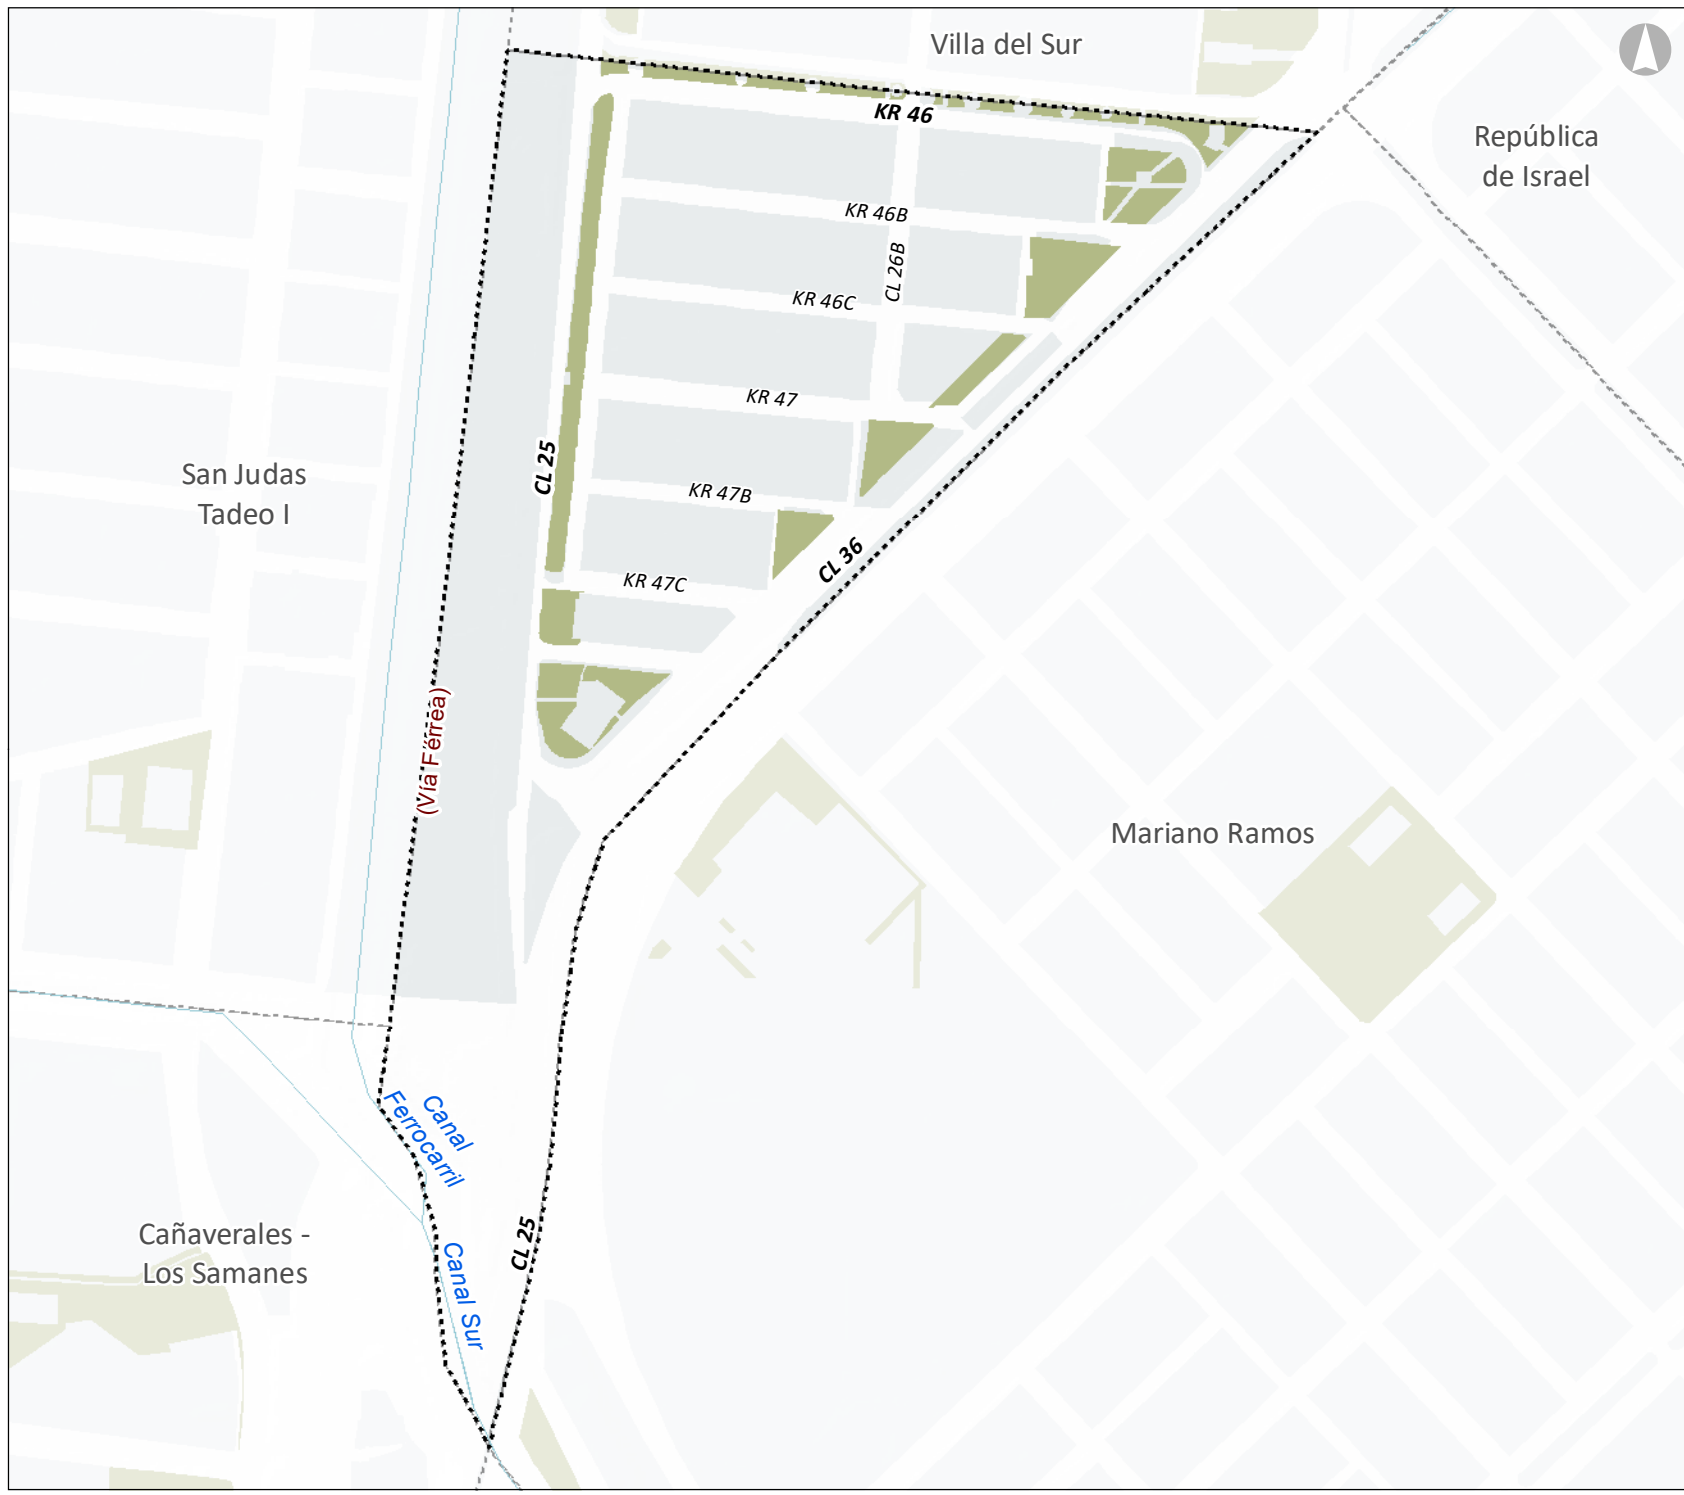 Villa del Sur
República
de Israel
KR 46
KR 46B
CL 26B
KR 46C
KR 47
CL 25
San Judas
Tadeo I
KR 47B
CL 36
KR 47C
(Vía Férrea)
Mariano Ramos
Canal
Ferrocarril
Cañaverales -
Los Samanes
CL 25
Canal Sur